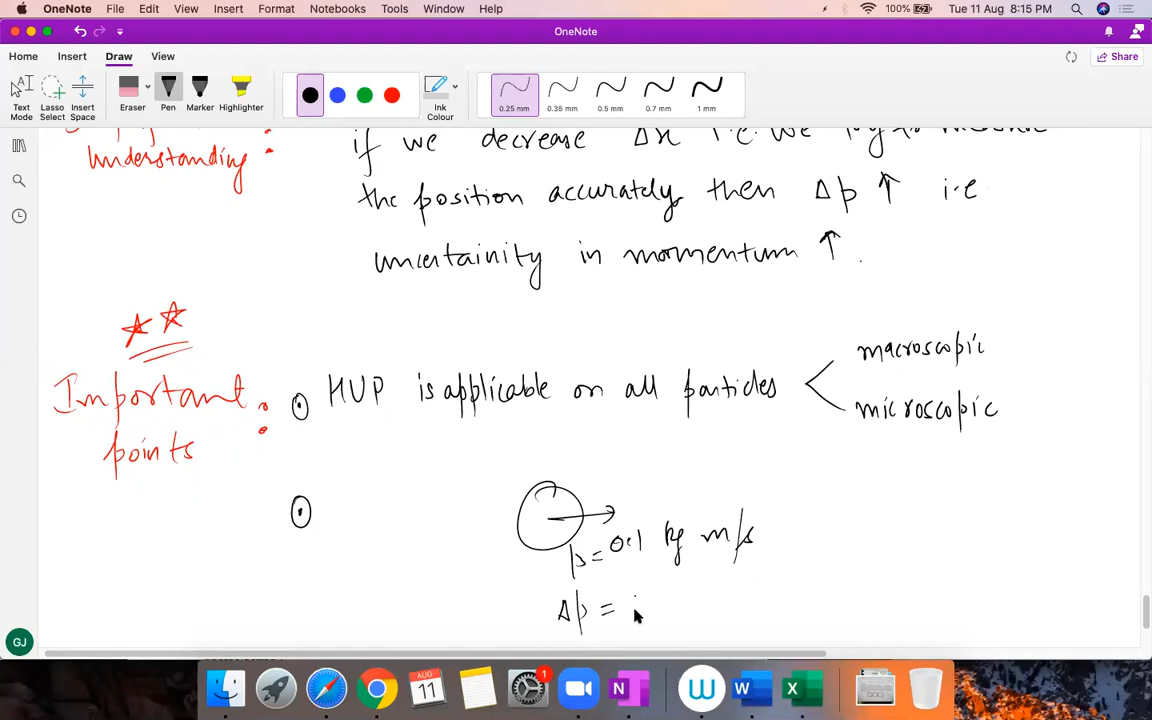 OneNote File Edit View Insert Format Notebooks Tools Window Help 100% Tue 11 Aug 8:15 PM
OneNote
Home Insert Draw View Share
Text Mode Lasso Select Insert Space Eraser Pen Marker Highlighter Ink Colour 0.25 mm 0.35 mm 0.5 mm 0.7 mm 1 mm
if we decrease Δx i.e. we
understanding :
the position accurately then Δp ↑ i.e
uncertainity in momentum ↑ .
macroscopic
Important points :
HUP is applicable on all particles
microscopic
p = 0.1 kg m/s
Δp =
GJ
11
1